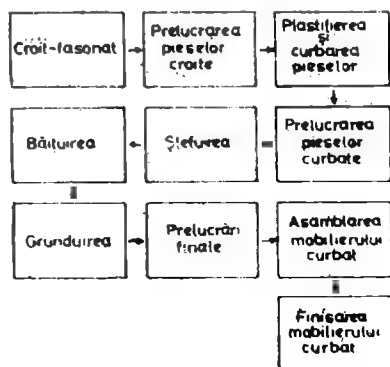 Croit-fasonat
Prelucrarea
pieselor
croite
Plastifierea
și
curbarea
pieselor
Băițuirea
Șlefuirea
Prelucrarea
pieselor
curbate
Grunduirea
Prelucrări
finale
Asamblarea
mobilierului
curbat
Finisarea
mobilierului
curbat